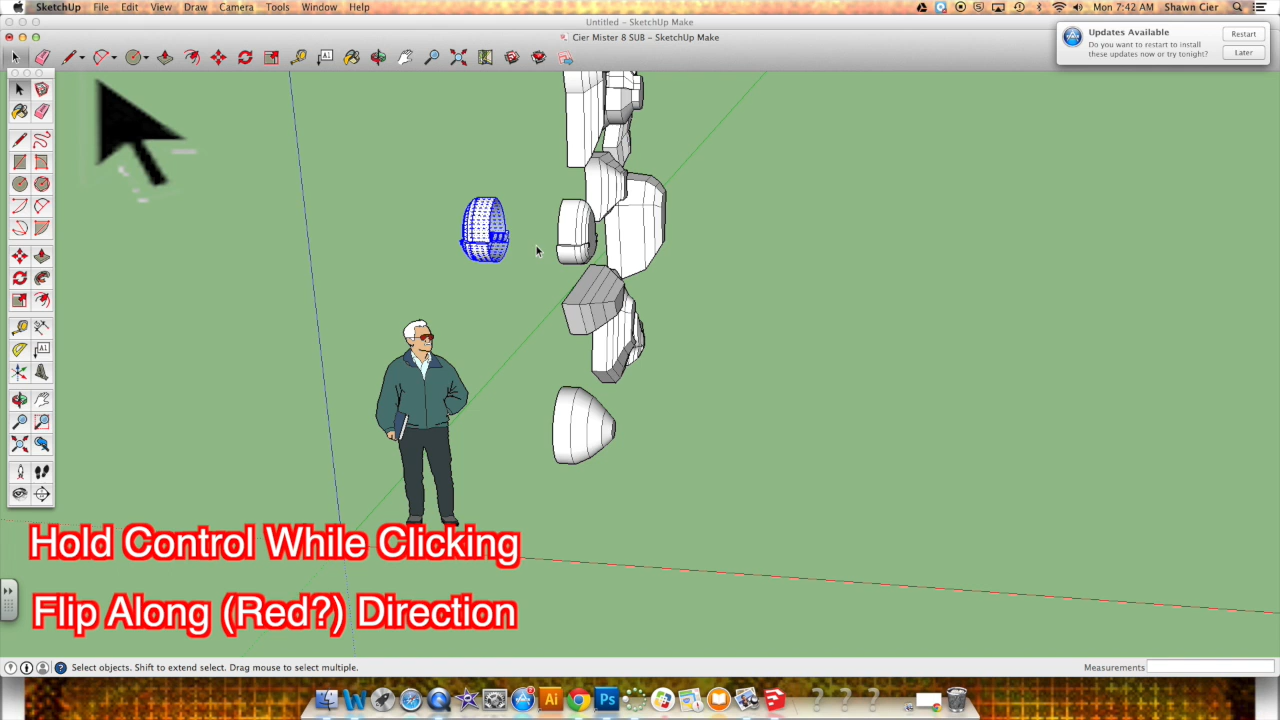 SketchUp File Edit View Draw Camera Tools Window Help Mon 7:42 AM Shawn Cier
Untitled – SketchUp Make
Cier Mister 8 SUB – SketchUp Make
Updates Available
Do you want to restart to install
these updates now or try tonight?
Restart
Later
Hold Control While Clicking
Flip Along (Red?) Direction
Select objects. Shift to extend select. Drag mouse to select multiple.
Measurements